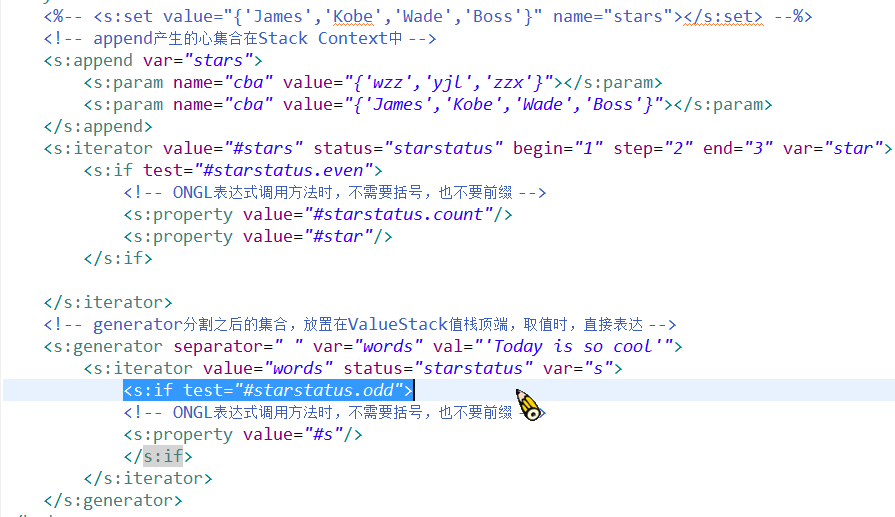 <%-- <s:set value="{'James','Kobe','Wade','Boss'}" name="stars"></s:set> --%>
<!-- append产生的心集合在Stack Context中 -->
<s:append var="stars">
<s:param name="cba" value="{'wzz','yjl','zzx'}"></s:param>
<s:param name="cba" value="{'James','Kobe','Wade','Boss'}"></s:param>
</s:append>
<s:iterator value="#stars" status="starstatus" begin="1" step="2" end="3" var="star">
<s:if test="#starstatus.even">
<!-- ONGL表达式调用方法时，不需要括号，也不要前缀 -->
<s:property value="#starstatus.count"/>
<s:property value="#star"/>
</s:if>
</s:iterator>
<!-- generator分割之后的集合，放置在ValueStack值栈顶端，取值时，直接表达 -->
<s:generator separator=" " var="words" val="'Today is so cool'">
<s:iterator value="words" status="starstatus" var="s">
<s:if test="#starstatus.odd">
<!-- ONGL表达式调用方法时，不需要括号，也不要前缀 -->
<s:property value="#s"/>
</s:if>
</s:iterator>
</s:generator>